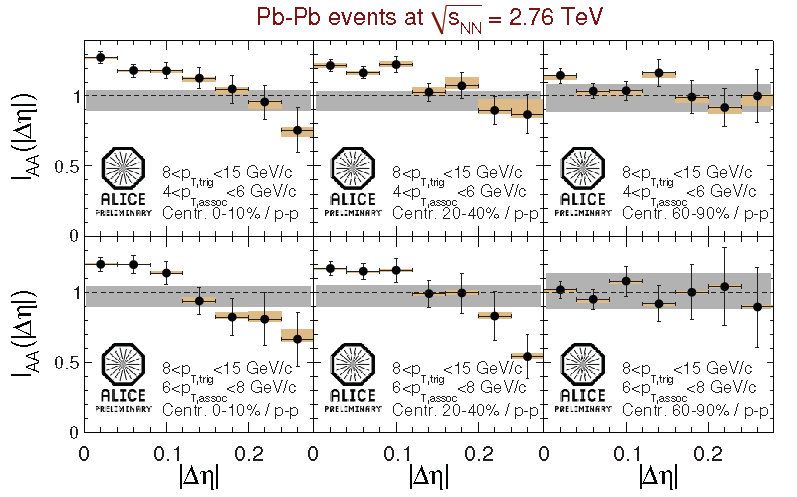 Pb-Pb events at √s_NN = 2.76 TeV
I_AA(|Δη|)
1
0.5
0
8<p_T,trig<15 GeV/c
4<p_T,assoc<6 GeV/c
Centr. 0-10% / p-p
ALICE
PRELIMINARY
8<p_T,trig<15 GeV/c
4<p_T,assoc<6 GeV/c
Centr. 20-40% / p-p
ALICE
PRELIMINARY
8<p_T,trig<15 GeV/c
4<p_T,assoc<6 GeV/c
Centr. 60-90% / p-p
ALICE
PRELIMINARY
I_AA(|Δη|)
1
0.5
0
8<p_T,trig<15 GeV/c
6<p_T,assoc<8 GeV/c
Centr. 0-10% / p-p
ALICE
PRELIMINARY
8<p_T,trig<15 GeV/c
6<p_T,assoc<8 GeV/c
Centr. 20-40% / p-p
ALICE
PRELIMINARY
8<p_T,trig<15 GeV/c
6<p_T,assoc<8 GeV/c
Centr. 60-90% / p-p
ALICE
PRELIMINARY
0 0.1 0.2 0 0.1 0.2 0 0.1 0.2
|Δη| |Δη| |Δη|